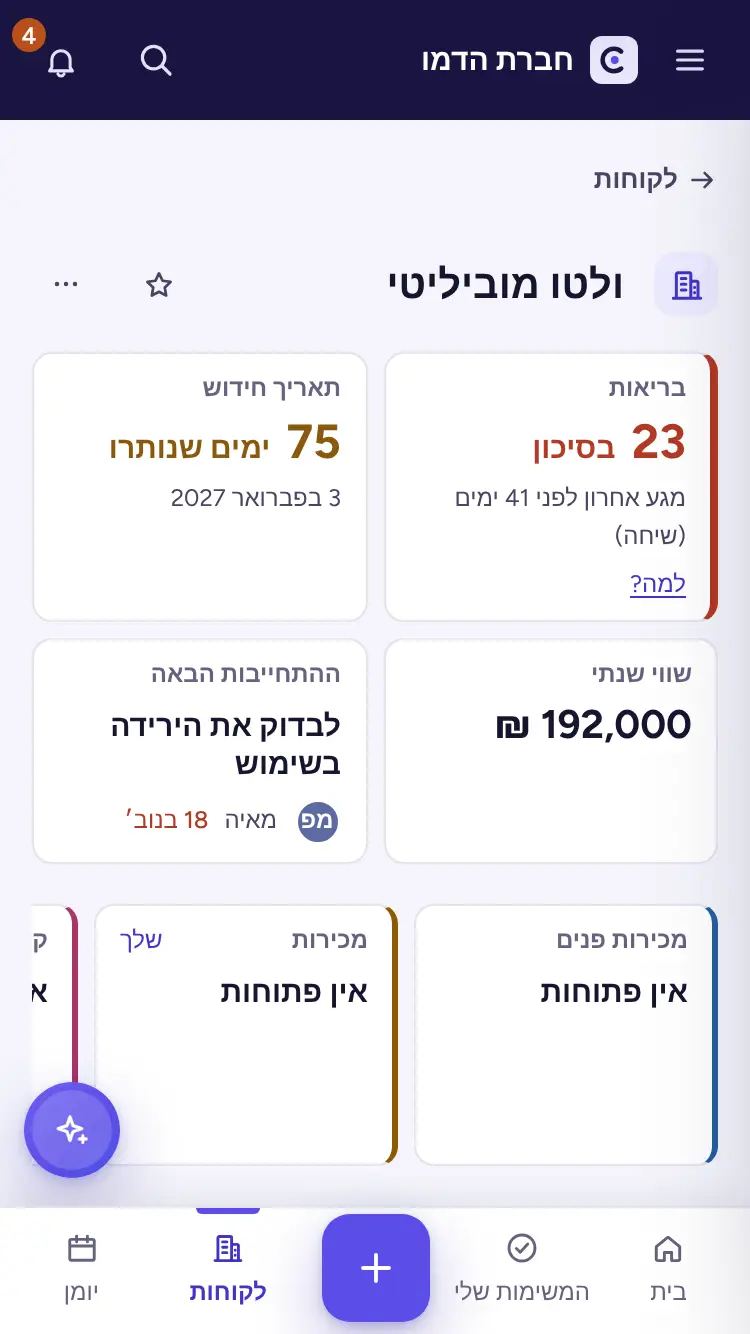 חברת הדמו
4
לקוחות
ולטו מוביליטי
בריאות
23 בסיכון
מגע אחרון לפני 41 ימים
(שיחה)
למה?
תאריך חידוש
75 ימים שנותרו
3 בפברואר 2027
שווי שנתי
192,000 ₪
ההתחייבות הבאה
לבדוק את הירידה
בשימוש
מפ מאיה 18 בנוב׳
מכירות פנים
אין פתוחות
מכירות שלך
אין פתוחות
בית
המשימות שלי
לקוחות
יומן